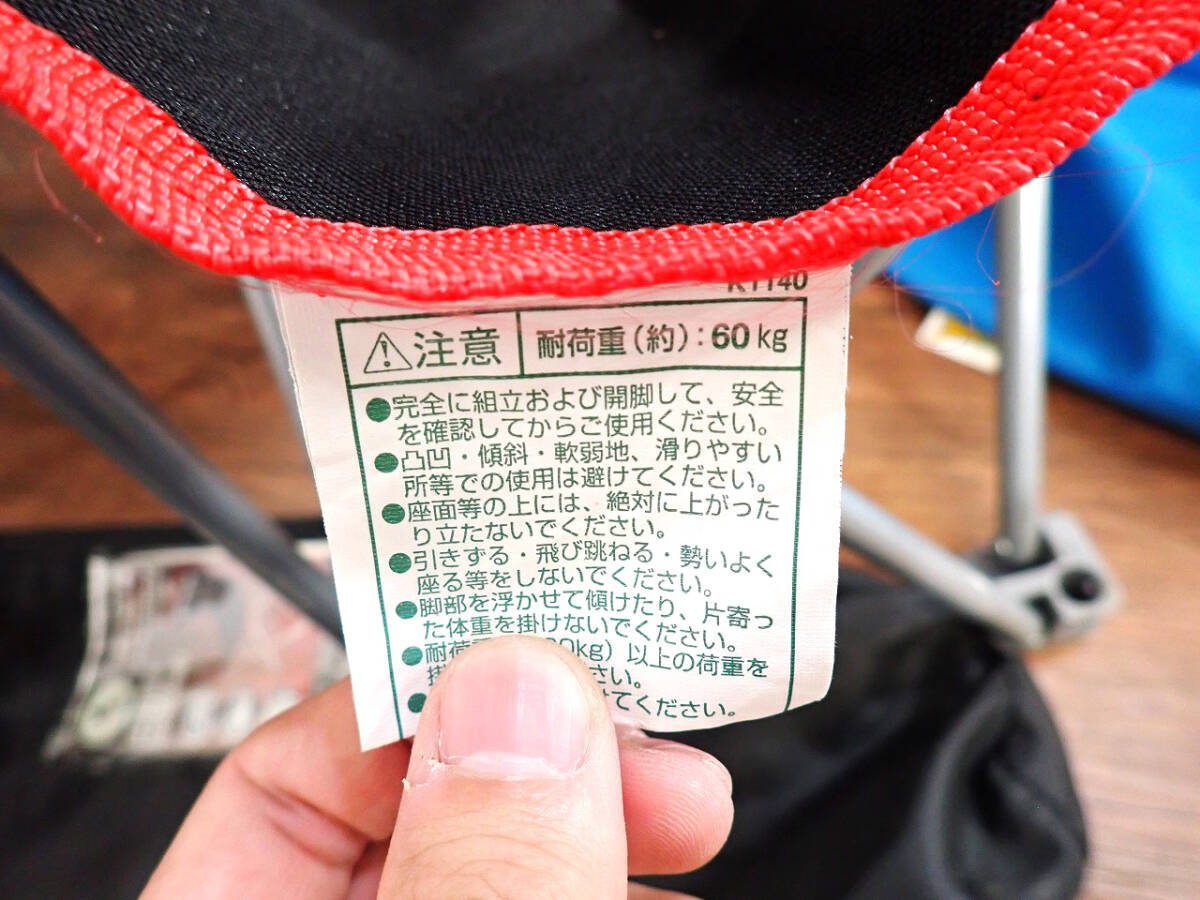 K1140
注意
耐荷重(約):60kg
●完全に組立および開脚して、安全
を確認してからご使用ください。
●凸凹・傾斜・軟弱地、滑りやすい
所等での使用は避けてください。
●座面等の上には、絶対に上がった
り立たないでください。
●引きずる・飛び跳ねる・勢いよく
座る等をしないでください。
●脚部を浮かせて傾けたり、片寄っ
た体重を掛けないでください。
●耐荷 0kg)以上の荷重を
さい。
● けてください。